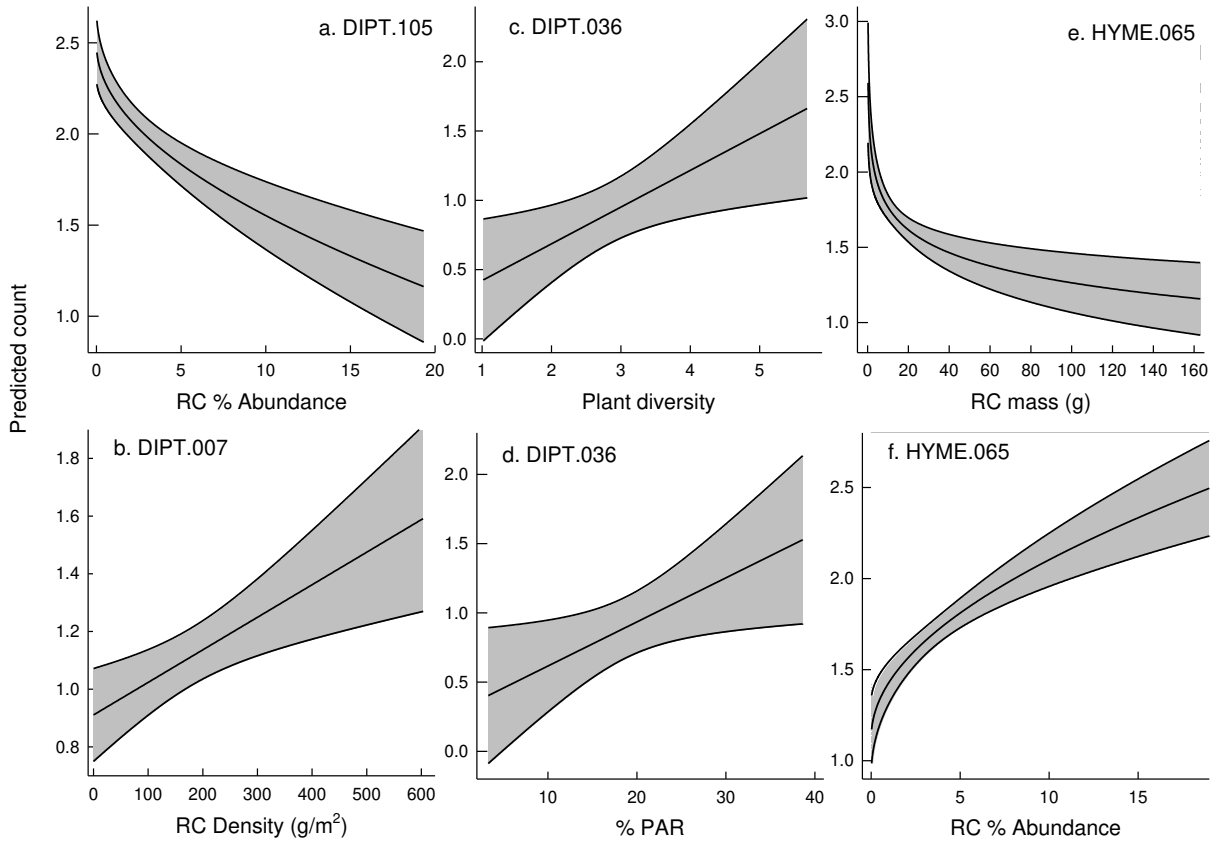 Predicted count
a. DIPT.105
2.5
2.0
1.5
1.0
0 5 10 15 20
RC % Abundance
c. DIPT.036
2.0
1.5
1.0
0.5
0.0
1 2 3 4 5
Plant diversity
e. HYME.065
3.0
2.5
2.0
1.5
1.0
0 20 40 60 80 100 120 140 160
RC mass (g)
b. DIPT.007
1.8
1.6
1.4
1.2
1.0
0.8
0 100 200 300 400 500 600
RC Density (g/m²)
d. DIPT.036
2.0
1.5
1.0
0.5
0.0
10 20 30 40
% PAR
f. HYME.065
2.5
2.0
1.5
1.0
0 5 10 15
RC % Abundance